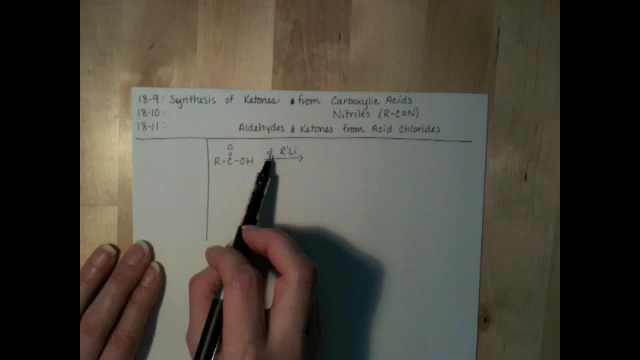 18-9: Synthesis of Ketones from Carboxylic Acids
18-10: Nitriles (R-C≡N)
18-11: Aldehydes & Ketones from Acid Chlorides
O
R'Li
R-C-OH